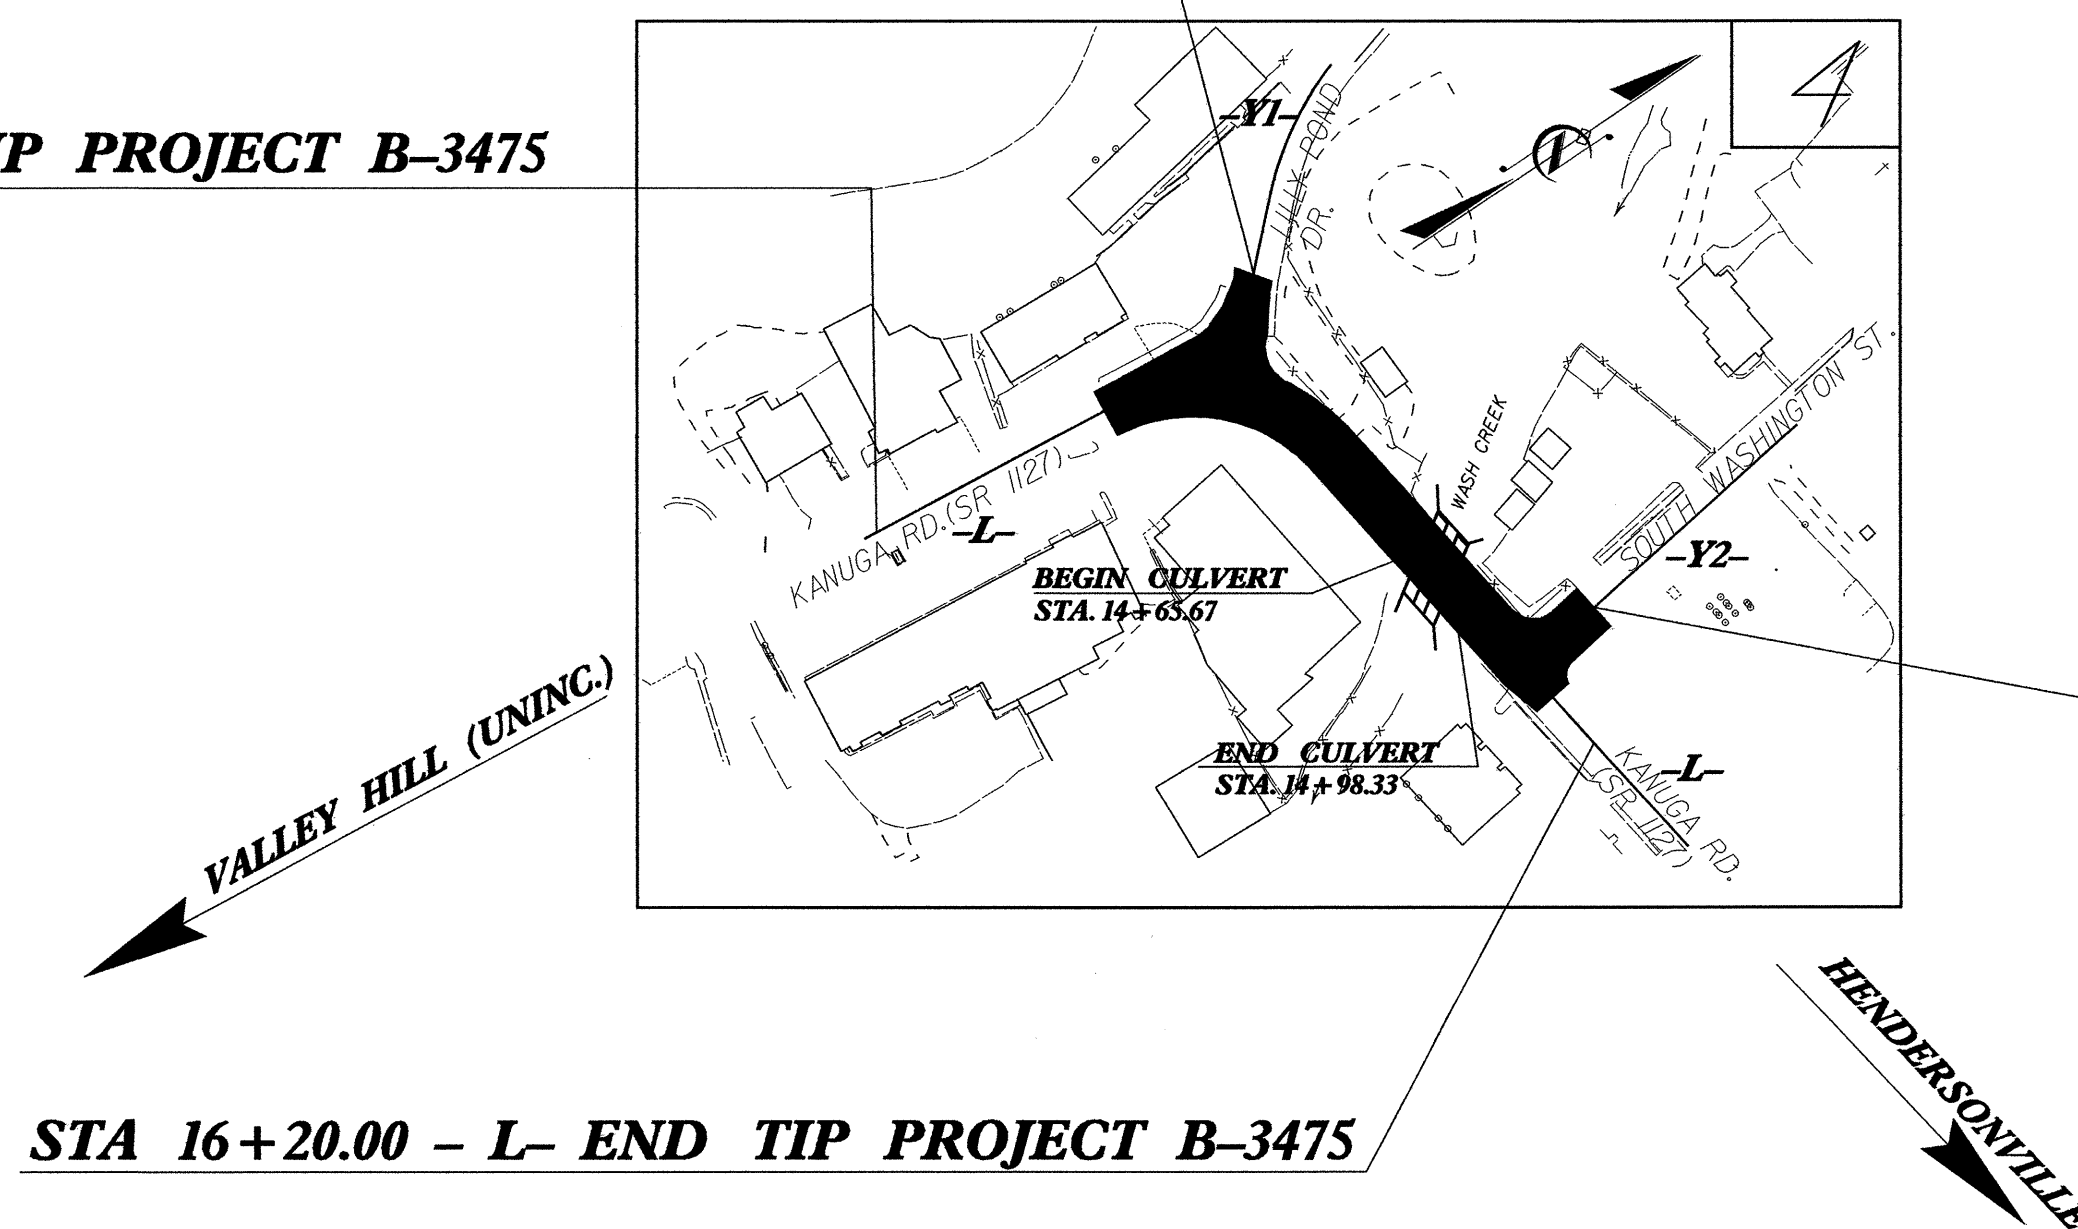 IP PROJECT B–3475
4
–Y1–
LILLY POND
DR.
N
WASH CREEK
SOUTH WASHINGTON ST.
–Y2–
KANUGA RD. (SR 1127)
–L–
BEGIN CULVERT
STA. 14+65.67
END CULVERT
STA. 14+98.33
–L–
KANUGA RD.
(SR 1127)
VALLEY HILL (UNINC.)
HENDERSONVILLE
STA 16+20.00 – L– END TIP PROJECT B–3475